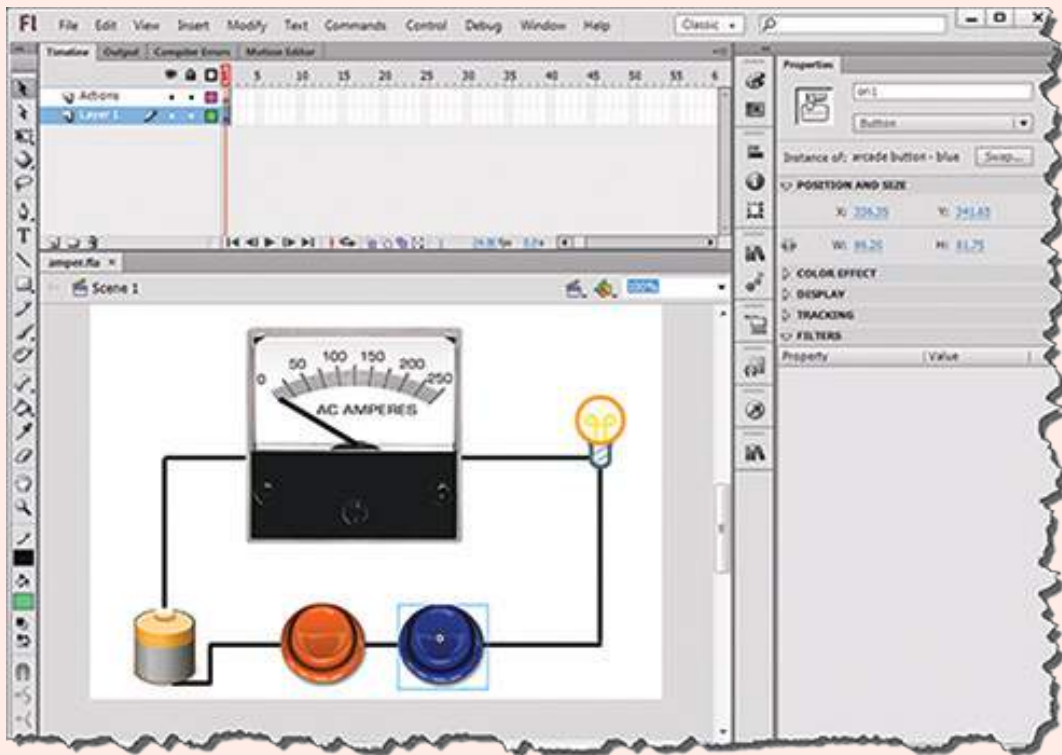 Fl File Edit View Insert Modify Text Commands Control Debug Window Help Classic
Timeline Output Compiler Errors Motion Editor
5 10 15 20 25 30 35 40 45 50 55 6
Actions
Layer 1
amper.fla ×
Scene 1
100%
0 50 100 150 200 250
AC AMPERES
Properties
on1
Button
Instance of: arcade button - blue Swap...
POSITION AND SIZE
X: Y:
W: H:
COLOR EFFECT
DISPLAY
TRACKING
FILTERS
Property Value